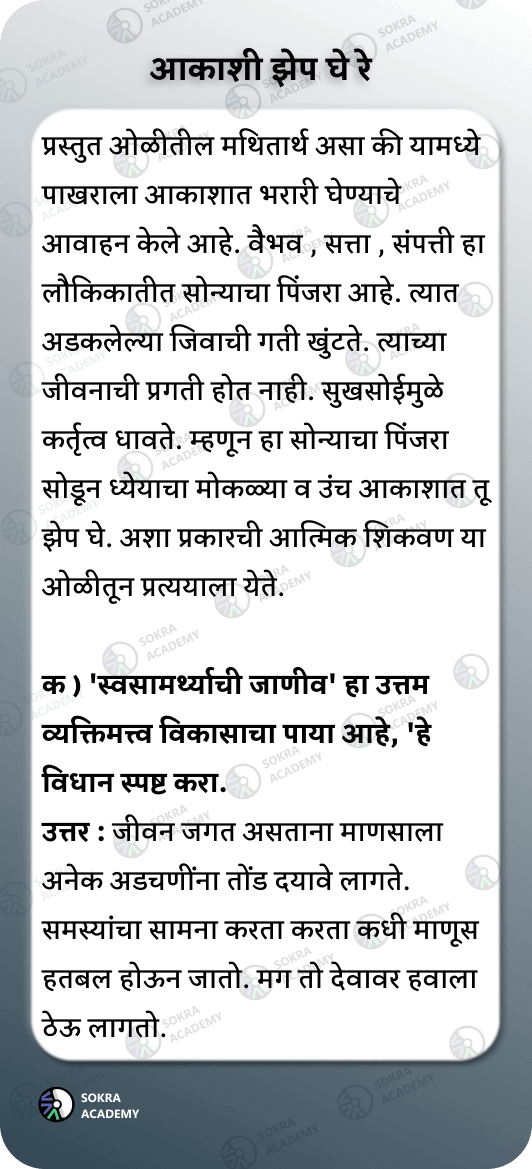 आकाशी झेप घे रे
प्रस्तुत ओळीतील मथितार्थ असा की यामध्ये
पाखराला आकाशात भरारी घेण्याचे
आवाहन केले आहे. वैभव , सत्ता , संपत्ती हा
लौकिकातीत सोन्याचा पिंजरा आहे. त्यात
अडकलेल्या जिवाची गती खुंटते. त्याच्या
जीवनाची प्रगती होत नाही. सुखसोईमुळे
कर्तृत्व धावते. म्हणून हा सोन्याचा पिंजरा
सोडून ध्येयाचा मोकळ्या व उंच आकाशात तू
झेप घे. अशा प्रकारची आत्मिक शिकवण या
ओळीतून प्रत्ययाला येते.
क ) 'स्वसामर्थ्याची जाणीव' हा उत्तम
व्यक्तिमत्त्व विकासाचा पाया आहे, 'हे
विधान स्पष्ट करा.
उत्तर : जीवन जगत असताना माणसाला
अनेक अडचणींना तोंड दयावे लागते.
समस्यांचा सामना करता करता कधी माणूस
हतबल होऊन जातो. मग तो देवावर हवाला
ठेऊ लागतो.
SOKRA
ACADEMY